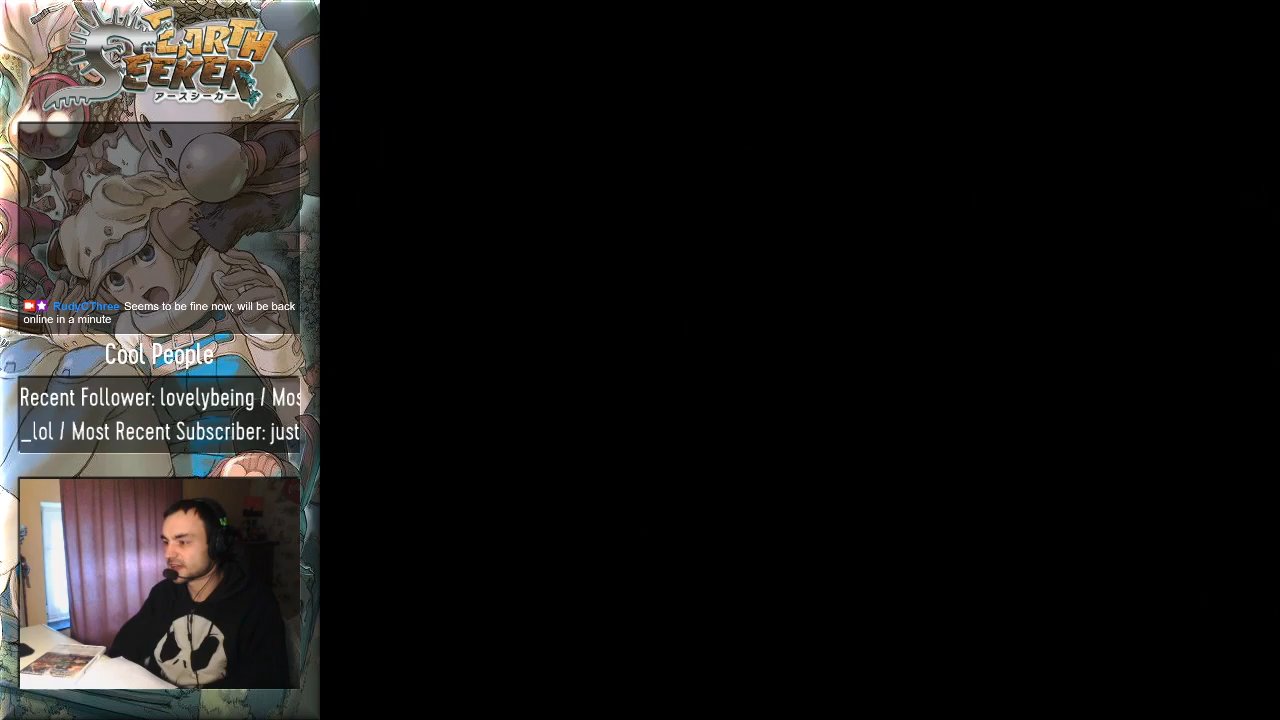 EARTH
SEEKER
アースシーカー
RubyCThree Seems to be fine now, will be back
online in a minute
Cool People
Recent Follower: lovelybeing / Mos
_lol / Most Recent Subscriber: just